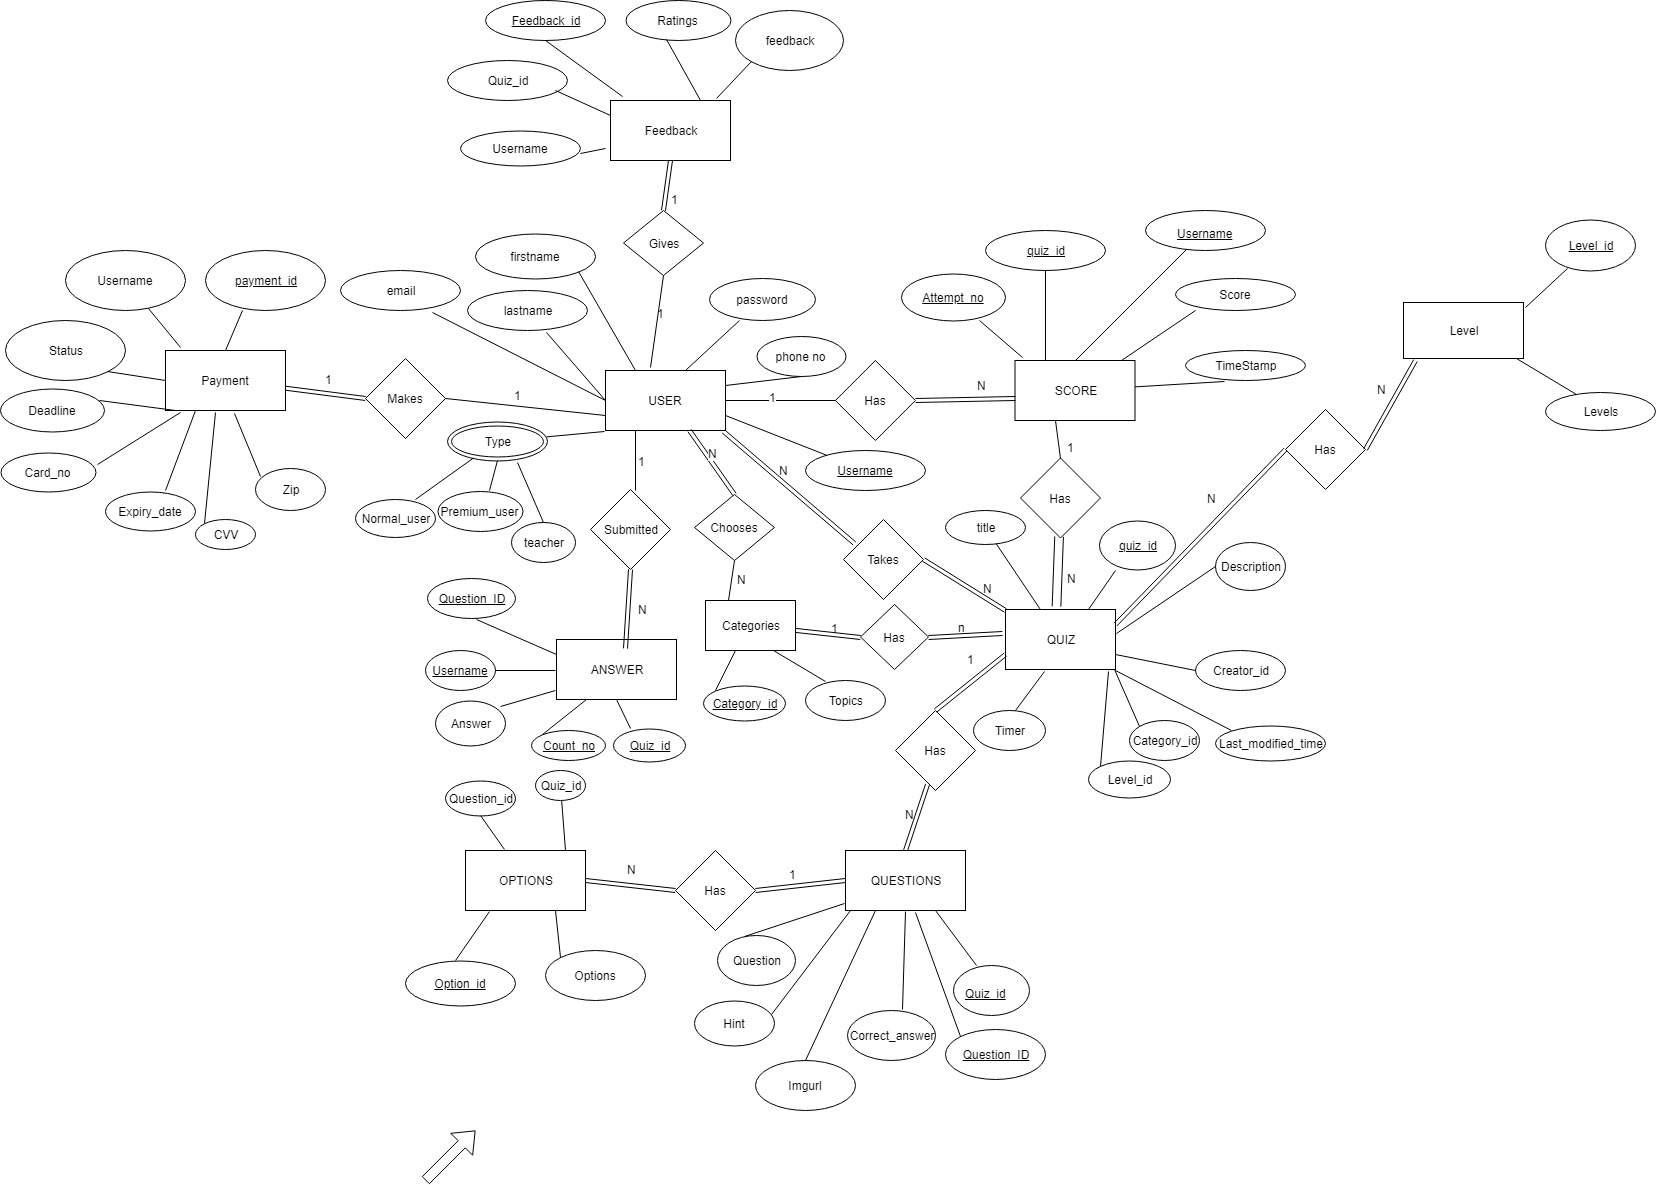 Feedback_id
Ratings
feedback
Quiz_id
Feedback
Username
1
Gives
1
firstname
email
lastname
password
phone no
Username
payment_id
Status
Payment
Deadline
Card_no
Expiry_date
CVV
Zip
1
Makes
1
USER
1
Has
N
Username
Type
Normal_user
Premium_user
teacher
quiz_id
Username
Attempt_no
Score
SCORE
TimeStamp
Level_id
Level
Levels
N
Has
N
1
Has
N
1
Submitted
N
N
Chooses
N
N
Takes
N
title
quiz_id
Description
QUIZ
Creator_id
Timer
Category_id
Last_modified_time
Level_id
Categories
1
Has
n
Category_id
Topics
Question_ID
Username
ANSWER
Answer
Count_no
Quiz_id
1
Has
N
Question_id
Quiz_id
OPTIONS
N
Has
1
QUESTIONS
Option_id
Options
Question
Hint
Imgurl
Correct_answer
Quiz_id
Question_ID